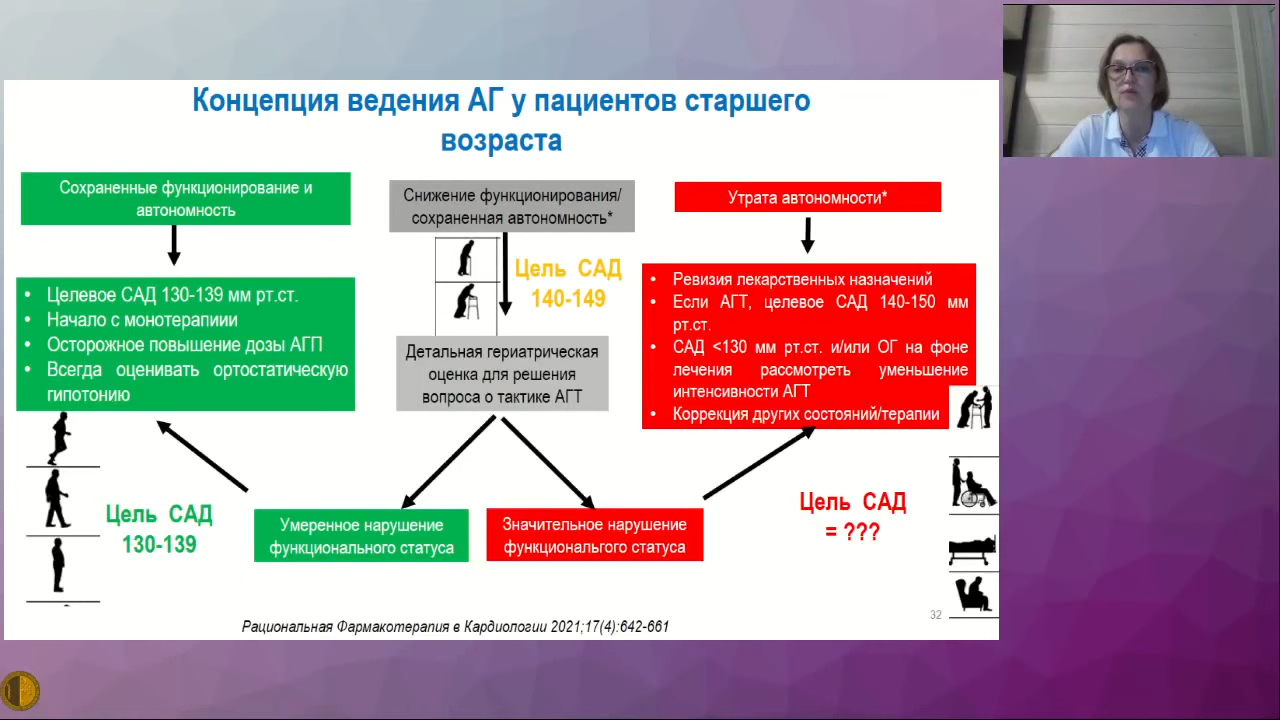 Концепция ведения АГ у пациентов старшего
возраста
Сохраненные функционирование и
автономность
• Целевое САД 130-139 мм рт.ст.
• Начало с монотерапиии
• Осторожное повышение дозы АГП
• Всегда оценивать ортостатическую
гипотонию
Цель САД
130-139
Снижение функционирования/
сохраненная автономность*
Цель САД
140-149
Детальная гериатрическая
оценка для решения
вопроса о тактике АГТ
Умеренное нарушение
функционального статуса
Значительное нарушение
функциональгого статуса
Утрата автономности*
• Ревизия лекарственных назначений
• Если АГТ, целевое САД 140-150 мм
рт.ст.
• САД <130 мм рт.ст. и/или ОГ на фоне
лечения рассмотреть уменьшение
интенсивности АГТ
• Коррекция других состояний/терапии
Цель САД
= ???
32
Рациональная Фармакотерапия в Кардиологии 2021;17(4):642-661